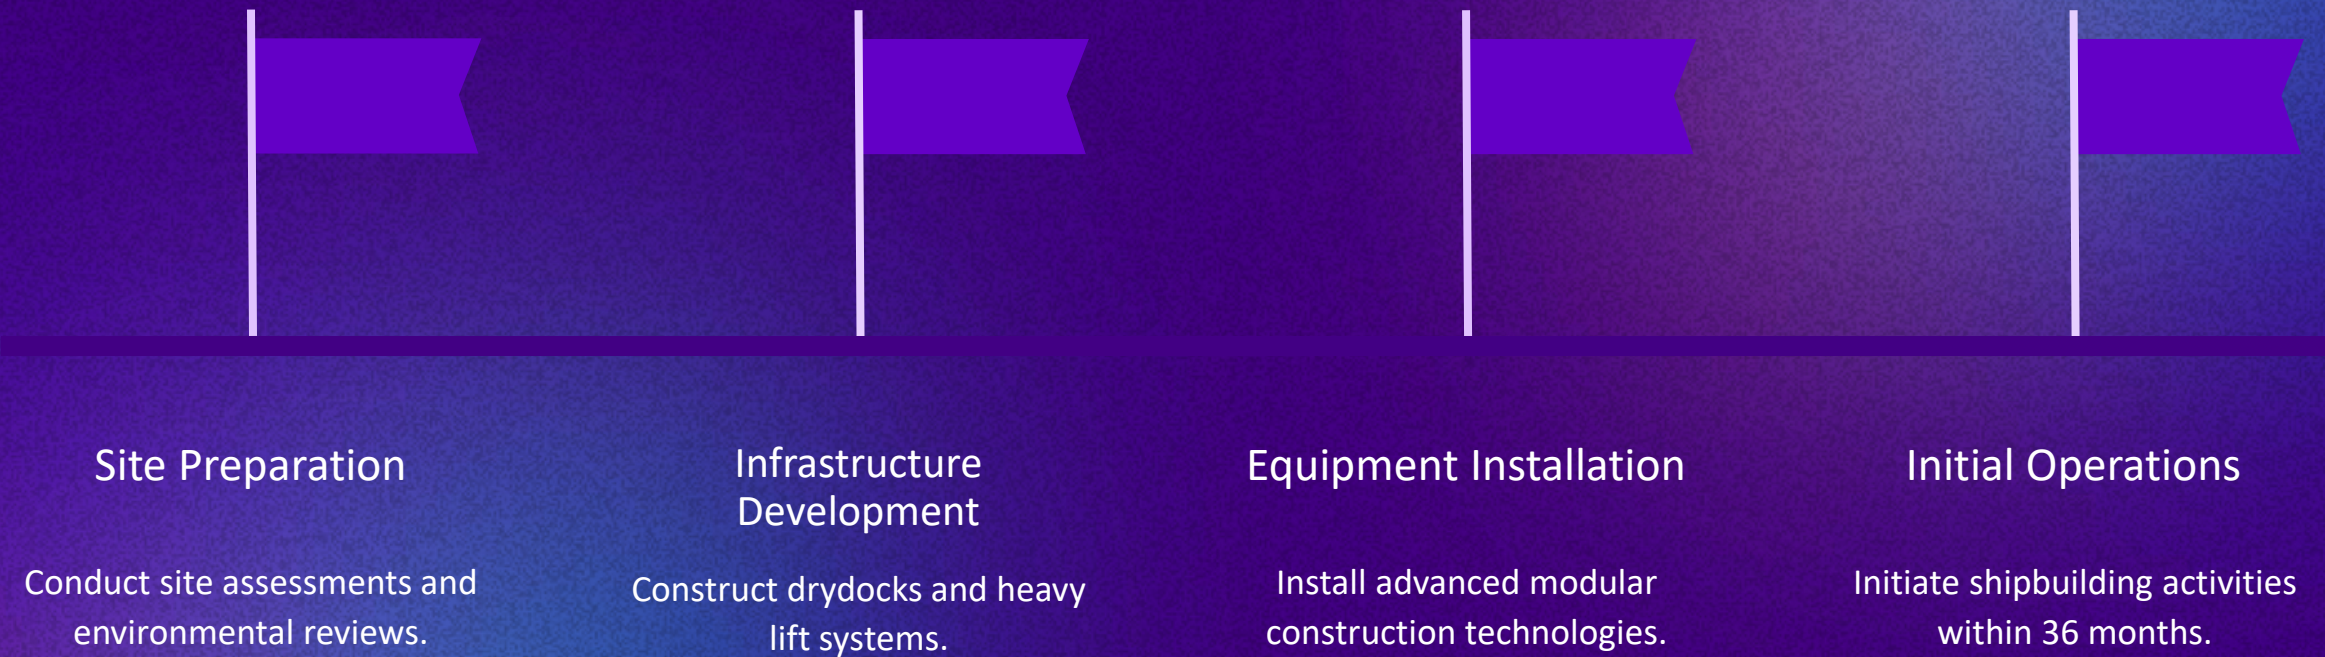 Site Preparation
Conduct site assessments and
environmental reviews.
Infrastructure
Development
Construct drydocks and heavy
lift systems.
Equipment Installation
Install advanced modular
construction technologies.
Initial Operations
Initiate shipbuilding activities
within 36 months.